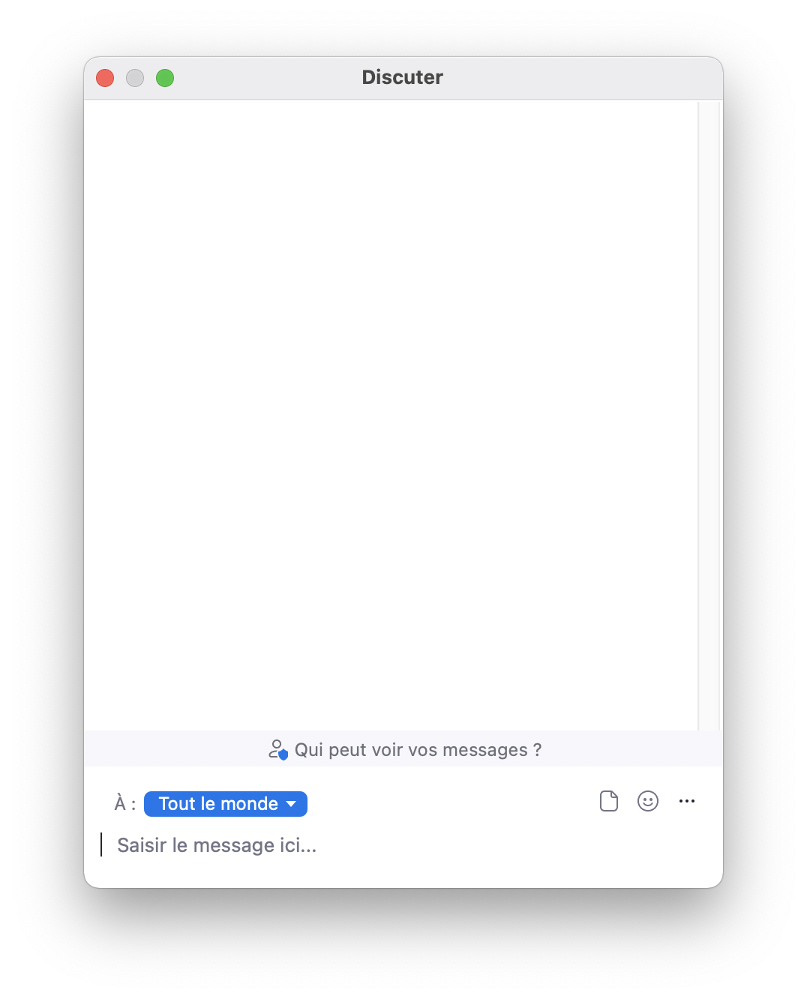 Discuter
Qui peut voir vos messages ?
À : Tout le monde
Saisir le message ici...